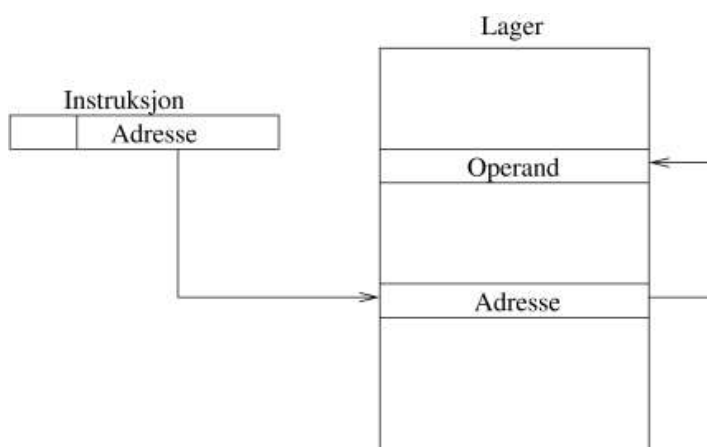 Lager
Instruksjon
Adresse
Operand
Adresse